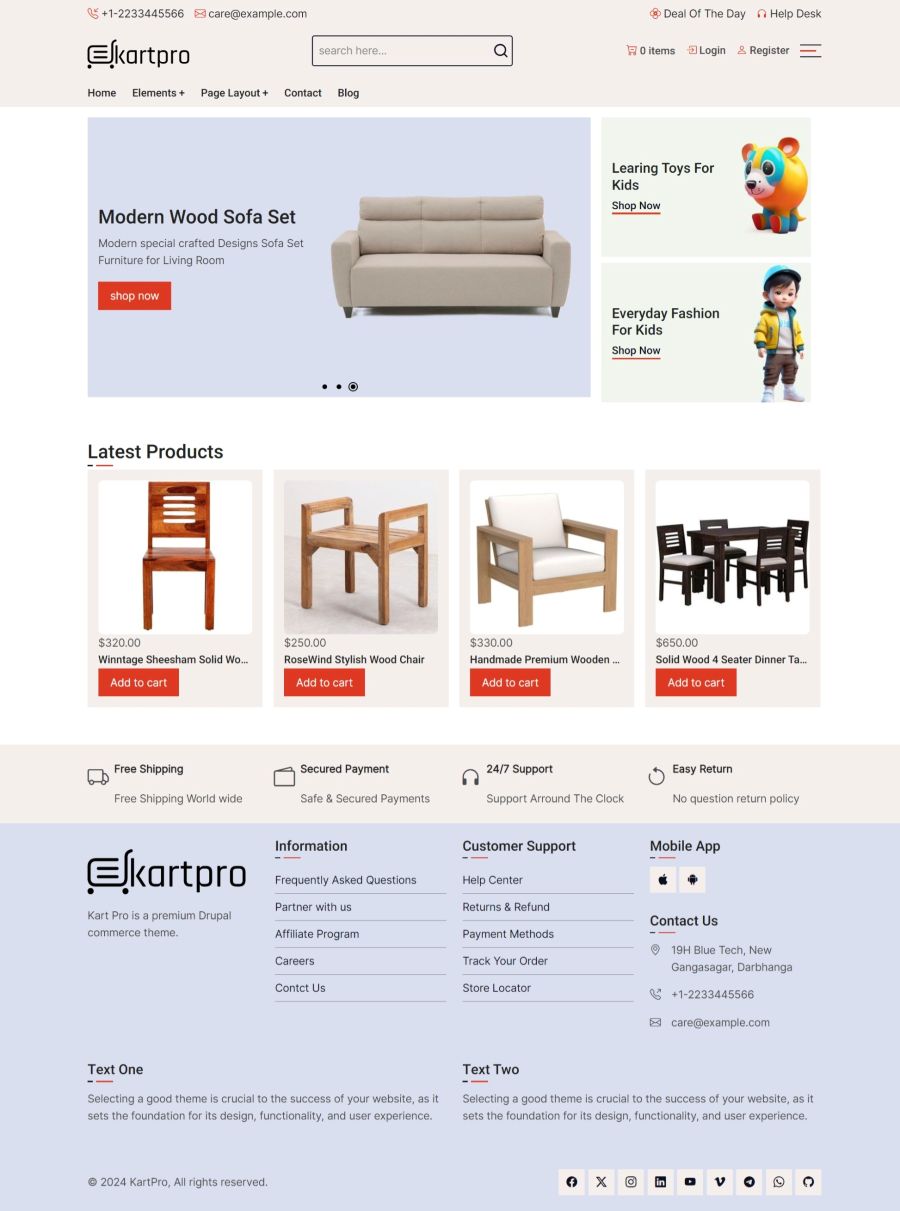 +1-2233445566 care@example.com Deal Of The Day Help Desk
kartpro
search here...
0 items Login Register
Home Elements + Page Layout + Contact Blog
Modern Wood Sofa Set
Modern special crafted Designs Sofa Set
Furniture for Living Room
shop now
Learing Toys For
Kids
Shop Now
Everyday Fashion
For Kids
Shop Now
Latest Products
$320.00
Winntage Sheesham Solid Wo...
Add to cart
$250.00
RoseWind Stylish Wood Chair
Add to cart
$330.00
Handmade Premium Wooden ...
Add to cart
$650.00
Solid Wood 4 Seater Dinner Ta...
Add to cart
Free Shipping
Free Shipping World wide
Secured Payment
Safe & Secured Payments
24/7 Support
Support Arround The Clock
Easy Return
No question return policy
kartpro
Kart Pro is a premium Drupal
commerce theme.
Information
Frequently Asked Questions
Partner with us
Affiliate Program
Careers
Contct Us
Customer Support
Help Center
Returns & Refund
Payment Methods
Track Your Order
Store Locator
Mobile App
Contact Us
19H Blue Tech, New
Gangasagar, Darbhanga
+1-2233445566
care@example.com
Text One
Selecting a good theme is crucial to the success of your website, as it
sets the foundation for its design, functionality, and user experience.
Text Two
Selecting a good theme is crucial to the success of your website, as it
sets the foundation for its design, functionality, and user experience.
© 2024 KartPro, All rights reserved.